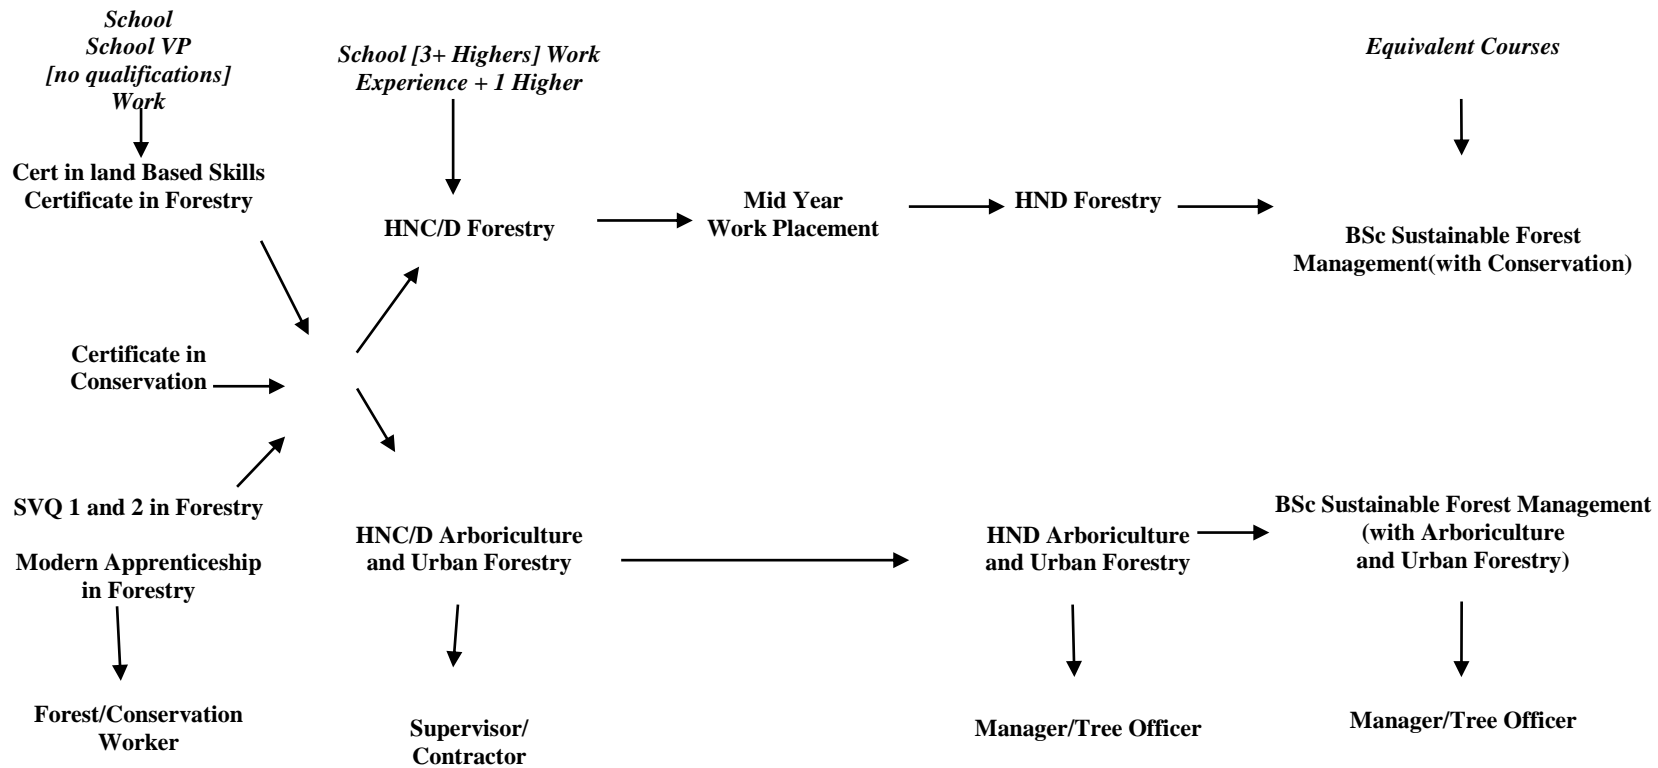 School
School VP
[no qualifications]
Work
School [3+ Highers] Work
Experience + 1 Higher
Equivalent Courses
Cert in land Based Skills
Certificate in Forestry
HNC/D Forestry
Mid Year
Work Placement
HND Forestry
BSc Sustainable Forest
Management(with Conservation)
Certificate in
Conservation
SVQ 1 and 2 in Forestry
Modern Apprenticeship
in Forestry
HNC/D Arboriculture
and Urban Forestry
HND Arboriculture
and Urban Forestry
BSc Sustainable Forest Management
(with Arboriculture
and Urban Forestry)
Forest/Conservation
Worker
Supervisor/
Contractor
Manager/Tree Officer
Manager/Tree Officer